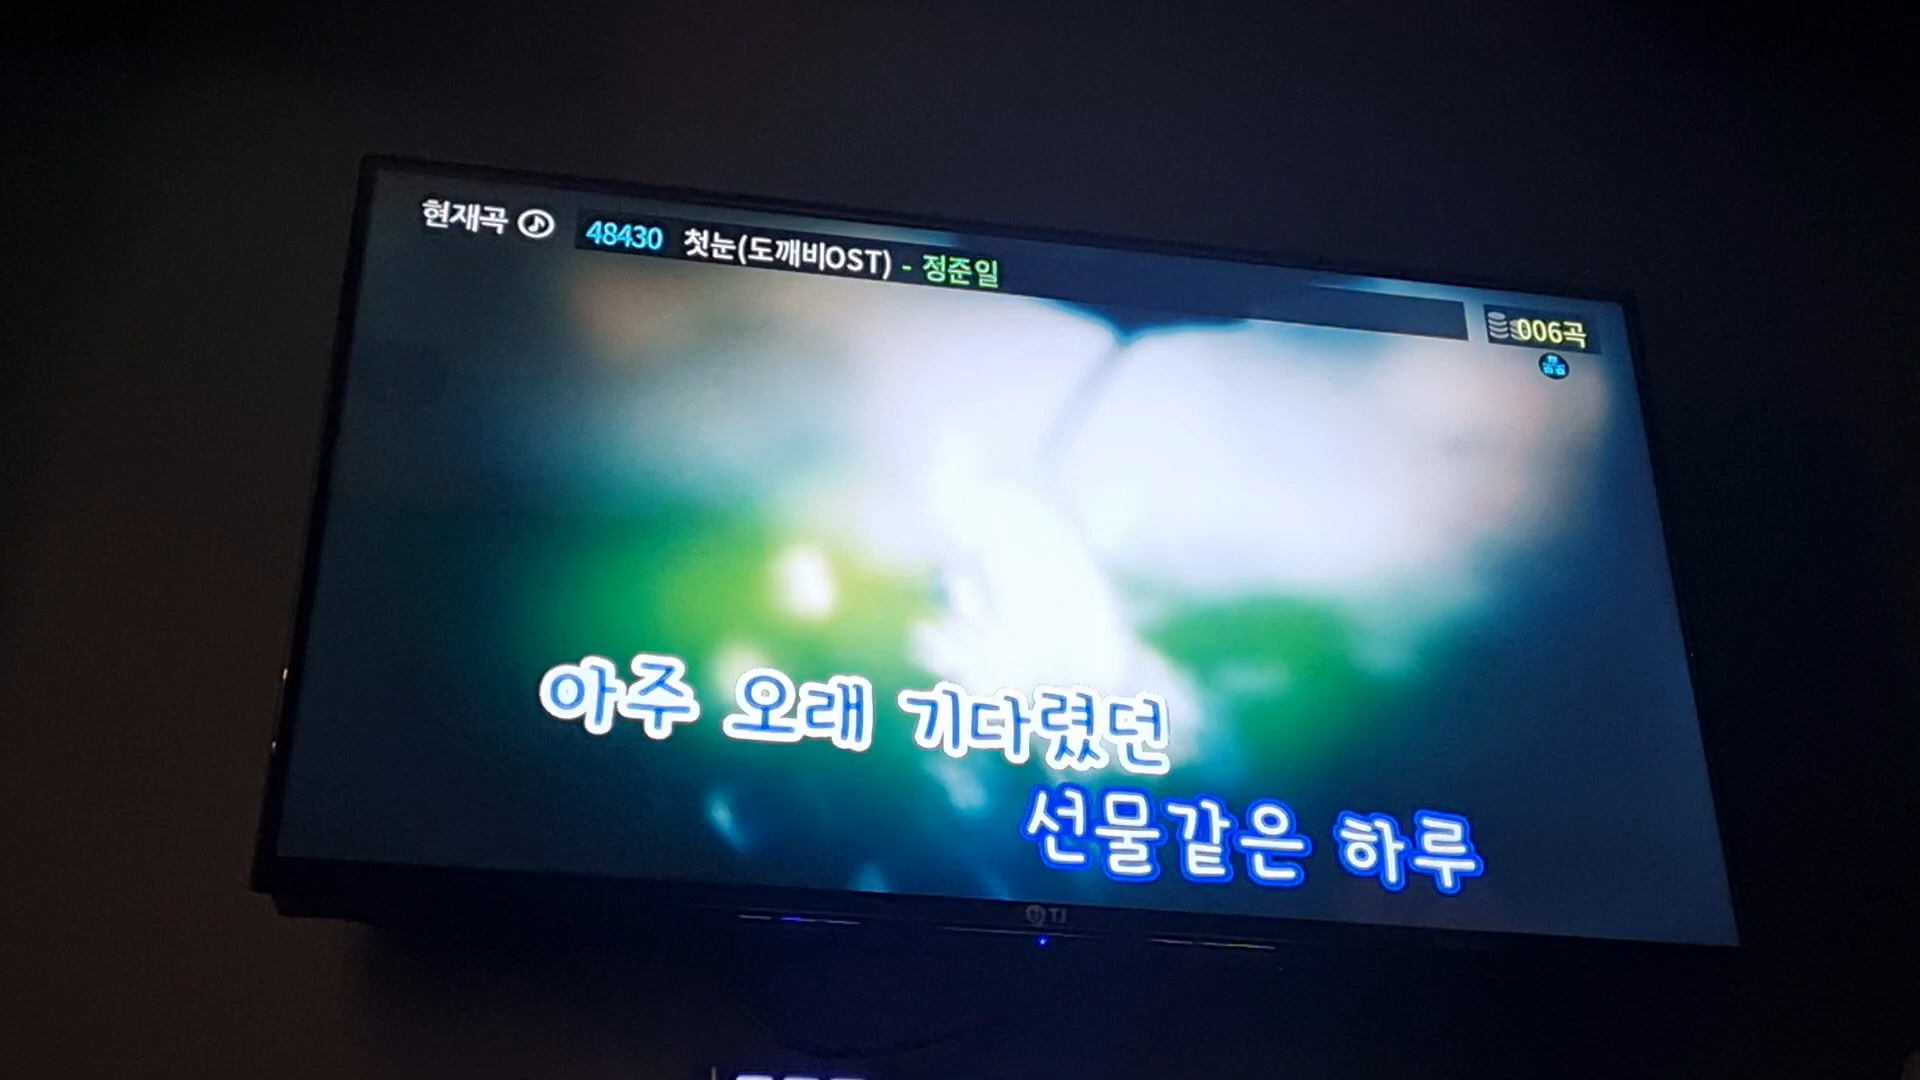 현재곡 48430 첫눈(도깨비OST) - 정준일
006곡
아주 오래 기다렸던
선물같은 하루
TJ